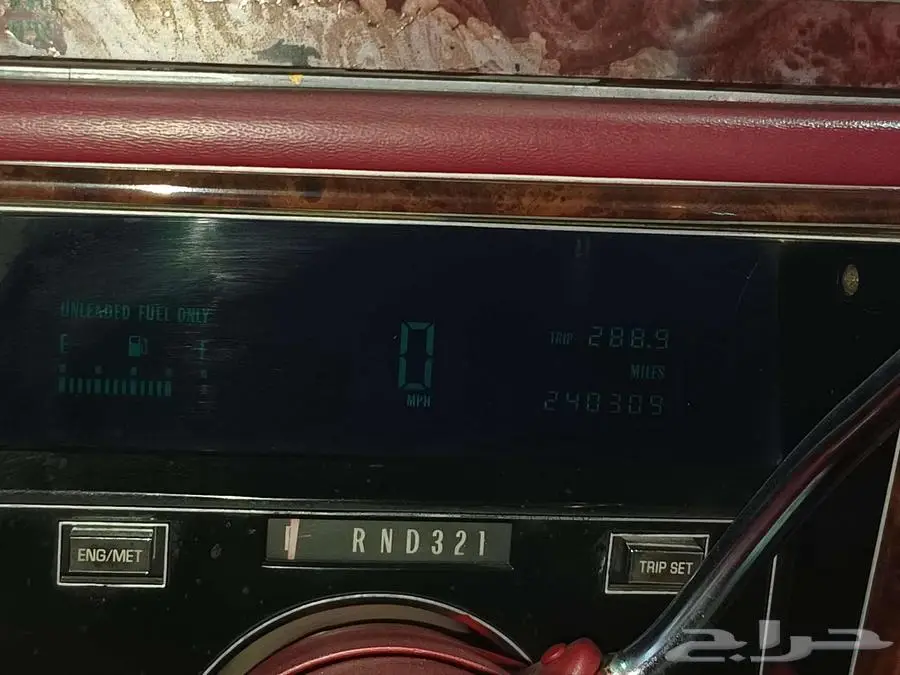 UNLEADED FUEL ONLY
E F
0
MPH
TRIP 288.9
MILES
240309
ENG/MET
P RND321
TRIP SET
حراج